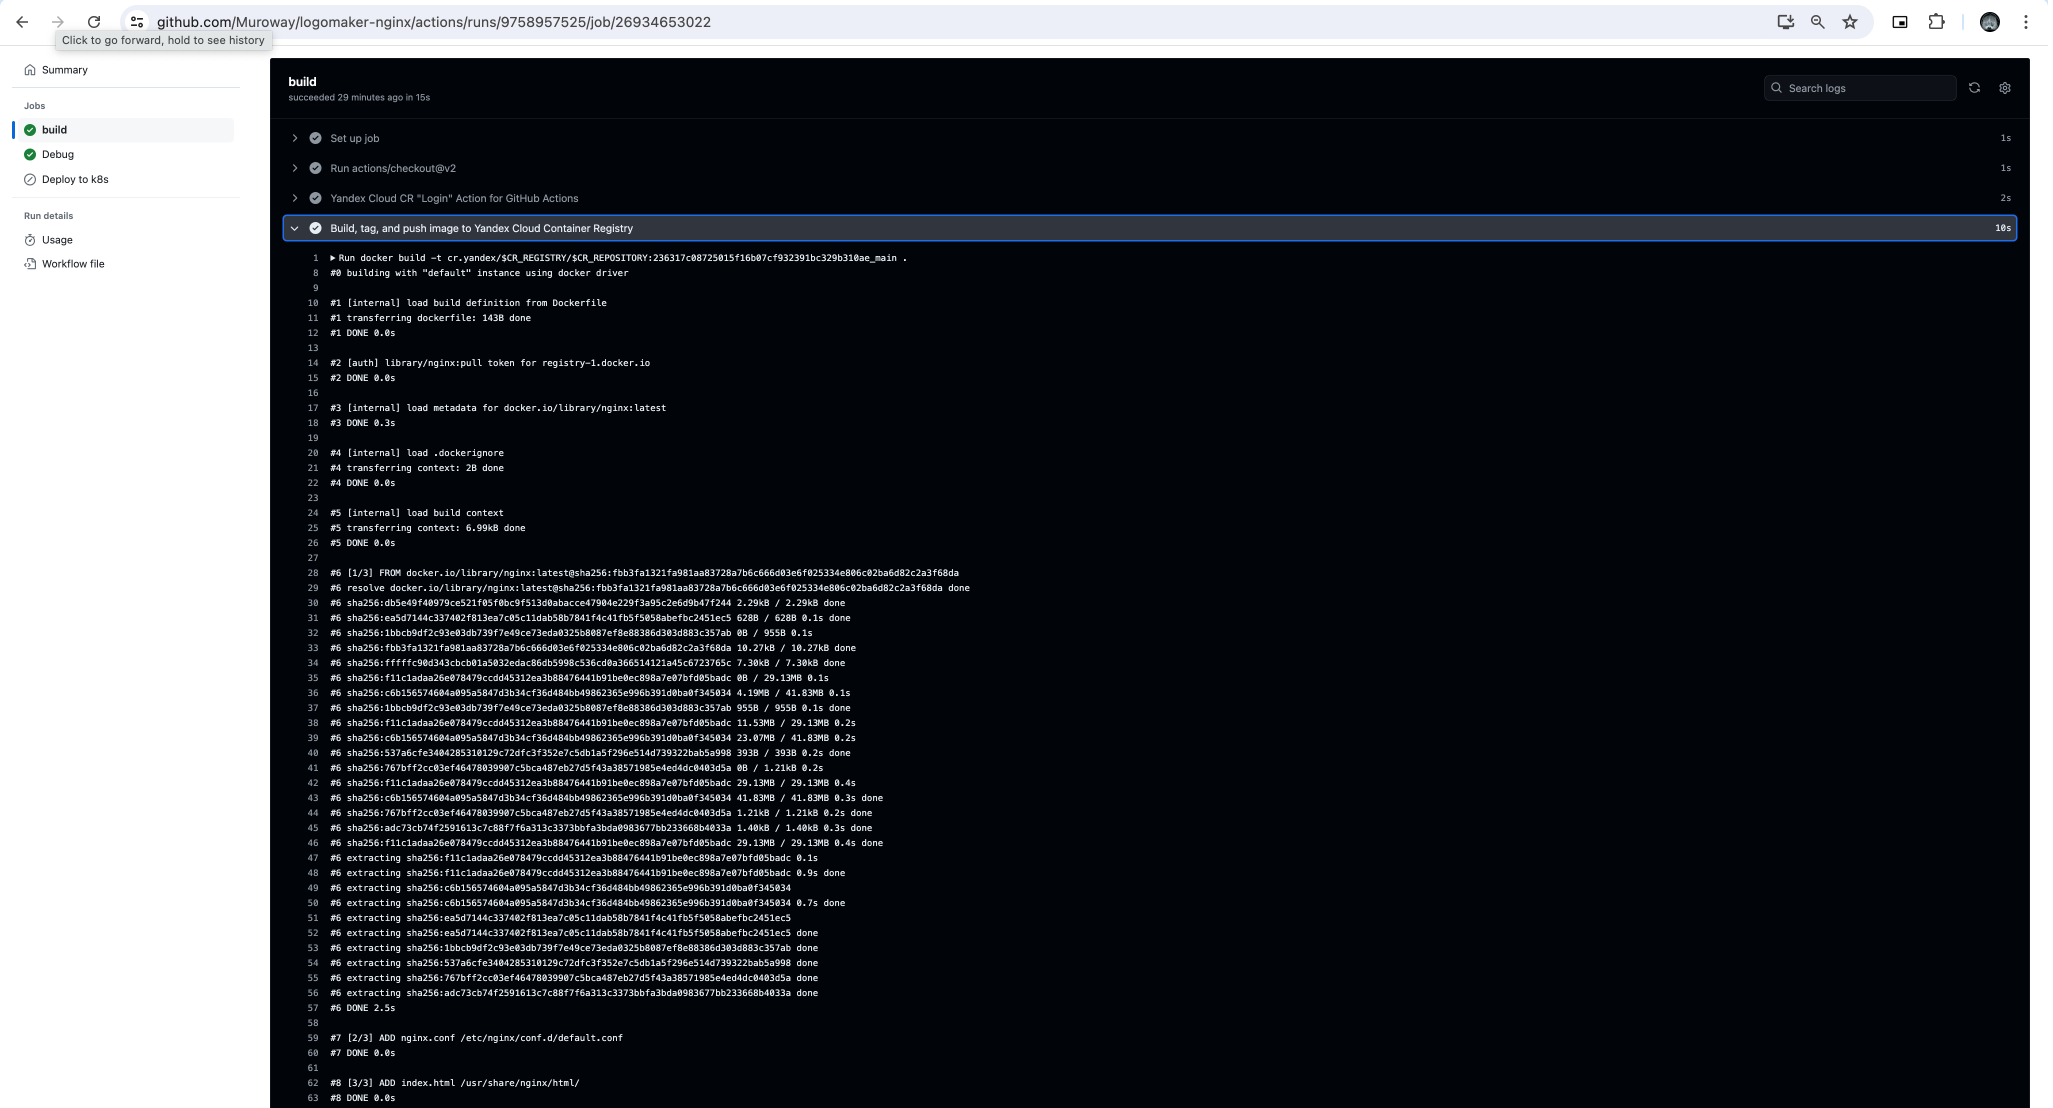 github.com/Muroway/logomaker-nginx/actions/runs/9758957525/job/26934653022
Click to go forward, hold to see history
Summary
Jobs
build
Debug
Deploy to k8s
Run details
Usage
Workflow file
build
succeeded 29 minutes ago in 15s
Search logs
Set up job 1s
Run actions/checkout@v2 1s
Yandex Cloud CR "Login" Action for GitHub Actions 2s
Build, tag, and push image to Yandex Cloud Container Registry 10s
1 Run docker build -t cr.yandex/$CR_REGISTRY/$CR_REPOSITORY:236317c08725015f16b07cf932391bc329b310ae_main .
8 #0 building with "default" instance using docker driver
9
10 #1 [internal] load build definition from Dockerfile
11 #1 transferring dockerfile: 143B done
12 #1 DONE 0.0s
13
14 #2 [auth] library/nginx:pull token for registry-1.docker.io
15 #2 DONE 0.0s
16
17 #3 [internal] load metadata for docker.io/library/nginx:latest
18 #3 DONE 0.3s
19
20 #4 [internal] load .dockerignore
21 #4 transferring context: 2B done
22 #4 DONE 0.0s
23
24 #5 [internal] load build context
25 #5 transferring context: 6.99kB done
26 #5 DONE 0.0s
27
28 #6 [1/3] FROM docker.io/library/nginx:latest@sha256:fbb3fa1321fa981aa83728a7b6c666d03e6f025334e806c02ba6d82c2a3f68da
29 #6 resolve docker.io/library/nginx:latest@sha256:fbb3fa1321fa981aa83728a7b6c666d03e6f025334e806c02ba6d82c2a3f68da done
30 #6 sha256:db5e49f40979ce521f05f0bc9f513d0abacce47904e229f3a95c2e6d9b47f244 2.29kB / 2.29kB done
31 #6 sha256:ea5d7144c337402f813ea7c05c11dab58b7841f4c41fb5f5058abefbc2451ec5 628B / 628B 0.1s done
32 #6 sha256:1bbcb9df2c93e03db739f7e49ce73eda0325b8087ef8e88386d303d883c357ab 0B / 955B 0.1s
33 #6 sha256:fbb3fa1321fa981aa83728a7b6c666d03e6f025334e806c02ba6d82c2a3f68da 10.27kB / 10.27kB done
34 #6 sha256:fffffc90d343cbcb01a5032edac86db5998c536cd0a366514121a45c6723765c 7.30kB / 7.30kB done
35 #6 sha256:f11c1adaa26e078479ccdd45312ea3b88476441b91be0ec898a7e07bfd05badc 0B / 29.13MB 0.1s
36 #6 sha256:c6b156574604a095a5847d3b34cf36d484bb49862365e996b391d0ba0f345034 4.19MB / 41.83MB 0.1s
37 #6 sha256:1bbcb9df2c93e03db739f7e49ce73eda0325b8087ef8e88386d303d883c357ab 955B / 955B 0.1s done
38 #6 sha256:f11c1adaa26e078479ccdd45312ea3b88476441b91be0ec898a7e07bfd05badc 11.53MB / 29.13MB 0.2s
39 #6 sha256:c6b156574604a095a5847d3b34cf36d484bb49862365e996b391d0ba0f345034 23.07MB / 41.83MB 0.2s
40 #6 sha256:537a6cfe3404285310129c72dfc3f352e7c5db1a5f296e514d739322bab5a998 393B / 393B 0.2s done
41 #6 sha256:767bff2cc03ef46478039907c5bca487eb27d5f43a38571985e4ed4dc0403d5a 0B / 1.21kB 0.2s
42 #6 sha256:f11c1adaa26e078479ccdd45312ea3b88476441b91be0ec898a7e07bfd05badc 29.13MB / 29.13MB 0.4s
43 #6 sha256:c6b156574604a095a5847d3b34cf36d484bb49862365e996b391d0ba0f345034 41.83MB / 41.83MB 0.3s done
44 #6 sha256:767bff2cc03ef46478039907c5bca487eb27d5f43a38571985e4ed4dc0403d5a 1.21kB / 1.21kB 0.2s done
45 #6 sha256:adc73cb74f2591613c7c88f7f6a313c3373bbfa3bda0983677bb233668b4033a 1.40kB / 1.40kB 0.3s done
46 #6 sha256:f11c1adaa26e078479ccdd45312ea3b88476441b91be0ec898a7e07bfd05badc 29.13MB / 29.13MB 0.4s done
47 #6 extracting sha256:f11c1adaa26e078479ccdd45312ea3b88476441b91be0ec898a7e07bfd05badc 0.1s
48 #6 extracting sha256:f11c1adaa26e078479ccdd45312ea3b88476441b91be0ec898a7e07bfd05badc 0.9s done
49 #6 extracting sha256:c6b156574604a095a5847d3b34cf36d484bb49862365e996b391d0ba0f345034
50 #6 extracting sha256:c6b156574604a095a5847d3b34cf36d484bb49862365e996b391d0ba0f345034 0.7s done
51 #6 extracting sha256:ea5d7144c337402f813ea7c05c11dab58b7841f4c41fb5f5058abefbc2451ec5
52 #6 extracting sha256:ea5d7144c337402f813ea7c05c11dab58b7841f4c41fb5f5058abefbc2451ec5 done
53 #6 extracting sha256:1bbcb9df2c93e03db739f7e49ce73eda0325b8087ef8e88386d303d883c357ab done
54 #6 extracting sha256:537a6cfe3404285310129c72dfc3f352e7c5db1a5f296e514d739322bab5a998 done
55 #6 extracting sha256:767bff2cc03ef46478039907c5bca487eb27d5f43a38571985e4ed4dc0403d5a done
56 #6 extracting sha256:adc73cb74f2591613c7c88f7f6a313c3373bbfa3bda0983677bb233668b4033a done
57 #6 DONE 2.5s
58
59 #7 [2/3] ADD nginx.conf /etc/nginx/conf.d/default.conf
60 #7 DONE 0.0s
61
62 #8 [3/3] ADD index.html /usr/share/nginx/html/
63 #8 DONE 0.0s